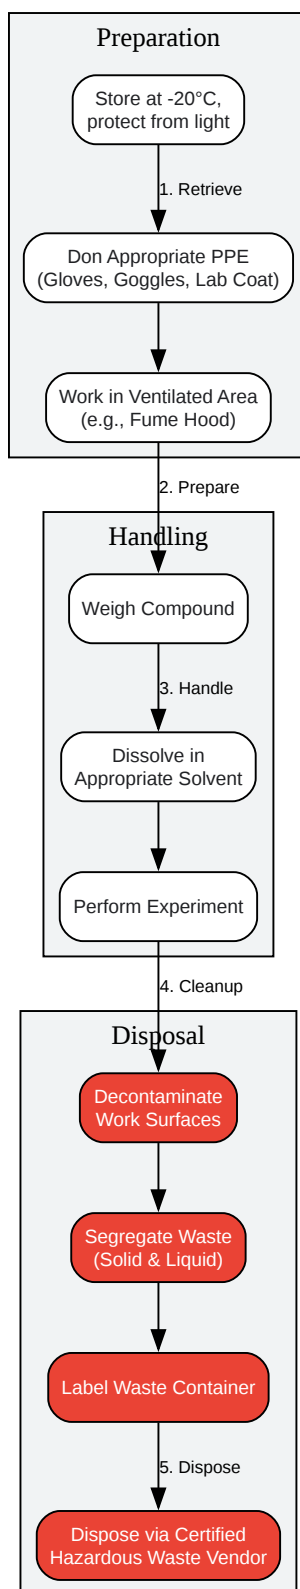 Preparation
Store at -20°C,
protect from light
1. Retrieve
Don Appropriate PPE
(Gloves, Goggles, Lab Coat)
Work in Ventilated Area
(e.g., Fume Hood)
2. Prepare
Handling
Weigh Compound
3. Handle
Dissolve in
Appropriate Solvent
Perform Experiment
4. Cleanup
Disposal
Decontaminate
Work Surfaces
Segregate Waste
(Solid & Liquid)
Label Waste Container
5. Dispose
Dispose via Certified
Hazardous Waste Vendor